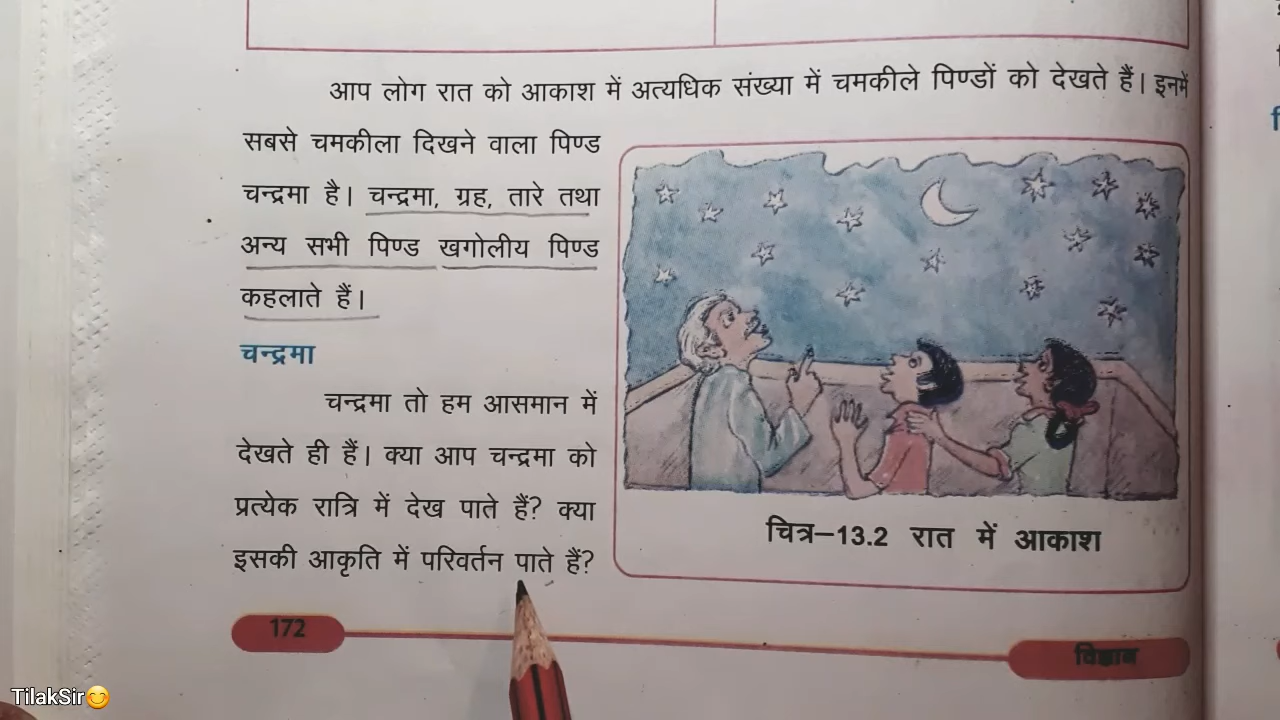 आप लोग रात को आकाश में अत्यधिक संख्या में चमकीले पिण्डों को देखते हैं। इनमें
सबसे चमकीला दिखने वाला पिण्ड
चन्द्रमा है। चन्द्रमा, ग्रह, तारे तथा
अन्य सभी पिण्ड खगोलीय पिण्ड
कहलाते हैं।
चन्द्रमा
चन्द्रमा तो हम आसमान में
देखते ही हैं। क्या आप चन्द्रमा को
प्रत्येक रात्रि में देख पाते हैं? क्या
इसकी आकृति में परिवर्तन पाते हैं?
चित्र–13.2 रात में आकाश
172
विज्ञान
TilakSir😊